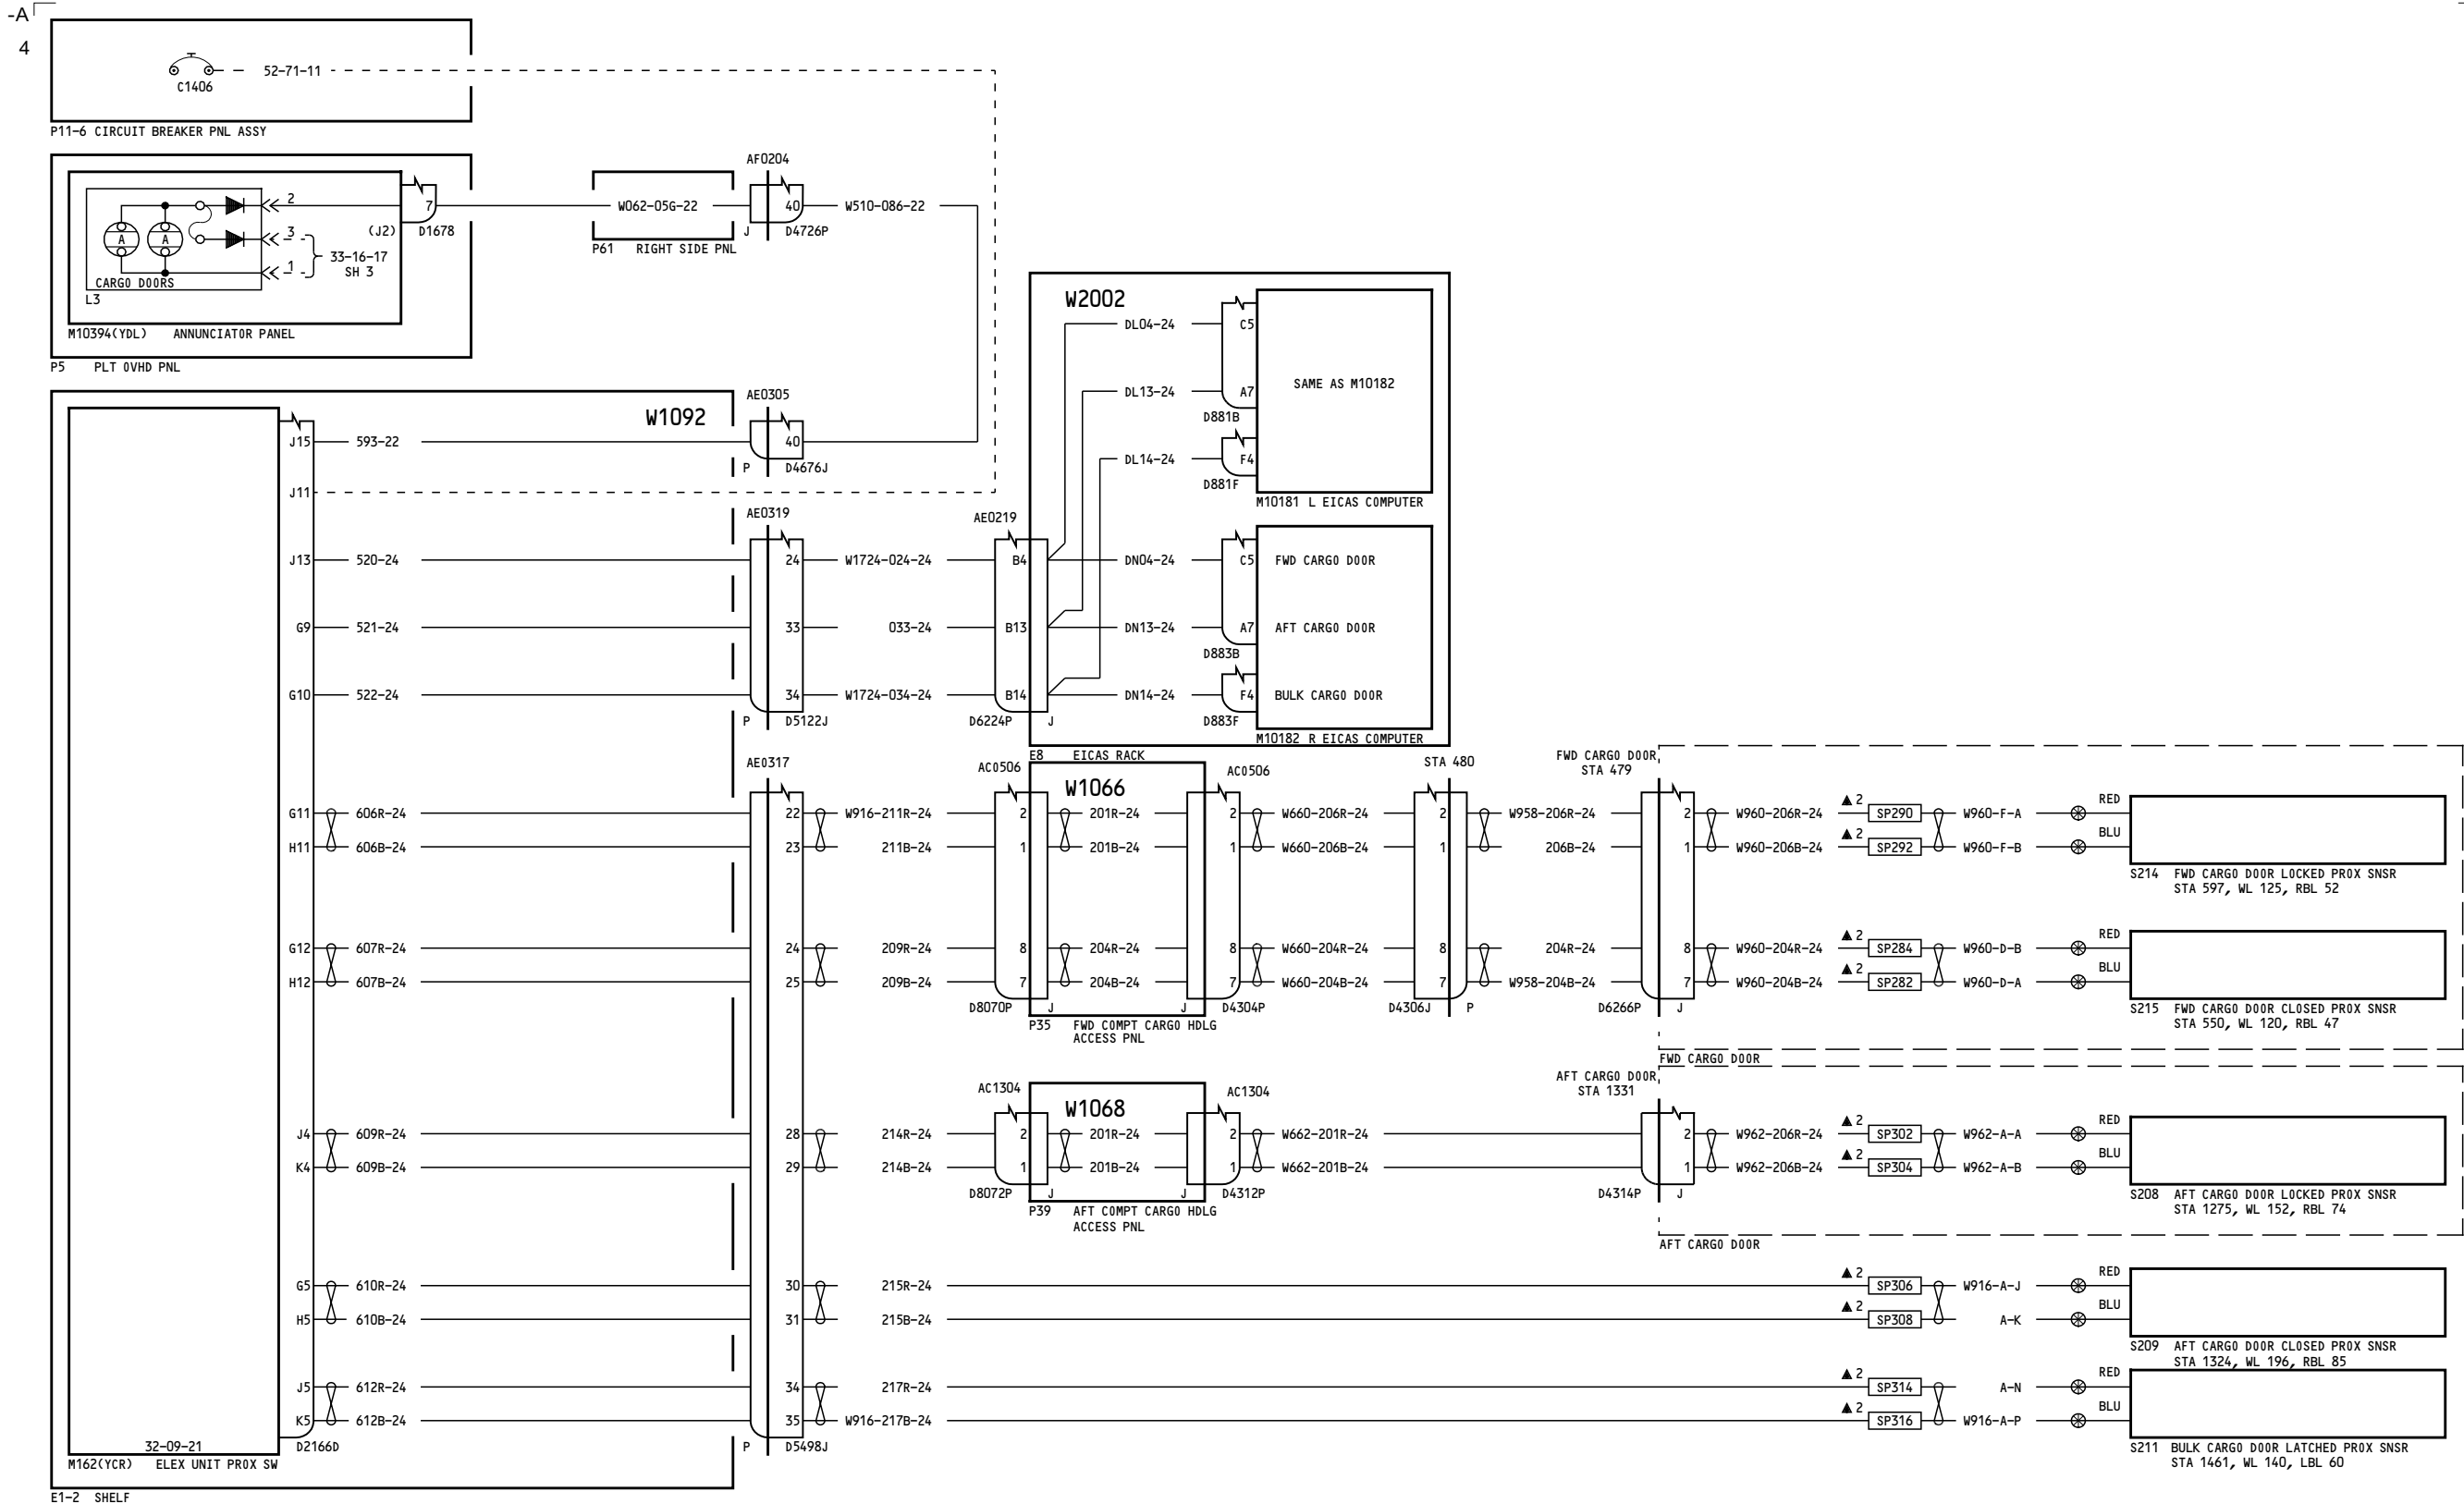 -A
4
52-71-11
C1406
P11-6 CIRCUIT BREAKER PNL ASSY
2
3
1
A A
CARGO DOORS
L3
33-16-17
SH 3
(J2)
7
D1678
M10394(YDL) ANNUNCIATOR PANEL
P5 PLT OVHD PNL
W062-05G-22
P61 RIGHT SIDE PNL
AF0204
40
J D4726P
W510-086-22
W1092
AE0305
J15 593-22 40
P D4676J
J11
AE0319
J13 520-24 24 W1724-024-24
G9 521-24 33 033-24
G10 522-24 34 W1724-034-24
P D5122J
AE0219
B4
B13
B14
D6224P J
W2002
DL04-24 C5
DL13-24 A7
D881B
DL14-24 F4
D881F
SAME AS M10182
M10181 L EICAS COMPUTER
DN04-24 C5 FWD CARGO DOOR
DN13-24 A7 AFT CARGO DOOR
D883B
DN14-24 F4 BULK CARGO DOOR
D883F
M10182 R EICAS COMPUTER
E8 EICAS RACK
AE0317
AC0506
W1066
AC0506
STA 480
FWD CARGO DOOR
STA 479
G11 606R-24 22 W916-211R-24 2 201R-24 2 W660-206R-24 2 W958-206R-24 2 W960-206R-24 2 SP290 W960-F-A RED
H11 606B-24 23 211B-24 1 201B-24 1 W660-206B-24 1 206B-24 1 W960-206B-24 2 SP292 W960-F-B BLU
S214 FWD CARGO DOOR LOCKED PROX SNSR
STA 597, WL 125, RBL 52
G12 607R-24 24 209R-24 8 204R-24 8 W660-204R-24 8 204R-24 8 W960-204R-24 2 SP284 W960-D-B RED
H12 607B-24 25 209B-24 7 204B-24 7 W660-204B-24 7 W958-204B-24 7 W960-204B-24 2 SP282 W960-D-A BLU
D8070P J J D4304P D4306J P D6266P J
S215 FWD CARGO DOOR CLOSED PROX SNSR
STA 550, WL 120, RBL 47
P35 FWD COMPT CARGO HDLG
ACCESS PNL
FWD CARGO DOOR
AC1304
W1068
AC1304
AFT CARGO DOOR
STA 1331
J4 609R-24 28 214R-24 2 201R-24 2 W662-201R-24 2 W962-206R-24 2 SP302 W962-A-A RED
K4 609B-24 29 214B-24 1 201B-24 1 W662-201B-24 1 W962-206B-24 2 SP304 W962-A-B BLU
D8072P J J D4312P D4314P J
S208 AFT CARGO DOOR LOCKED PROX SNSR
STA 1275, WL 152, RBL 74
P39 AFT COMPT CARGO HDLG
ACCESS PNL
AFT CARGO DOOR
G5 610R-24 30 215R-24 2 SP306 W916-A-J RED
H5 610B-24 31 215B-24 2 SP308 A-K BLU
S209 AFT CARGO DOOR CLOSED PROX SNSR
STA 1324, WL 196, RBL 85
J5 612R-24 34 217R-24 2 SP314 A-N RED
K5 612B-24 35 W916-217B-24 2 SP316 W916-A-P BLU
32-09-21 D2166D P D5498J
S211 BULK CARGO DOOR LATCHED PROX SNSR
STA 1461, WL 140, LBL 60
M162(YCR) ELEX UNIT PROX SW
E1-2 SHELF